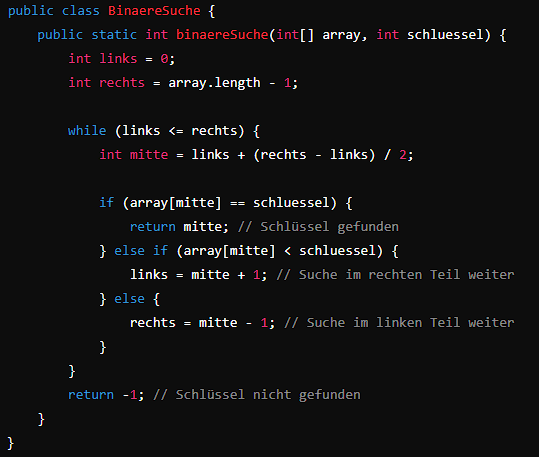 public class BinaereSuche {
    public static int binaereSuche(int[] array, int schluessel) {
        int links = 0;
        int rechts = array.length - 1;

        while (links <= rechts) {
            int mitte = links + (rechts - links) / 2;

            if (array[mitte] == schluessel) {
                return mitte; // Schlüssel gefunden
            } else if (array[mitte] < schluessel) {
                links = mitte + 1; // Suche im rechten Teil weiter
            } else {
                rechts = mitte - 1; // Suche im linken Teil weiter
            }
        }
        return -1; // Schlüssel nicht gefunden
    }
}